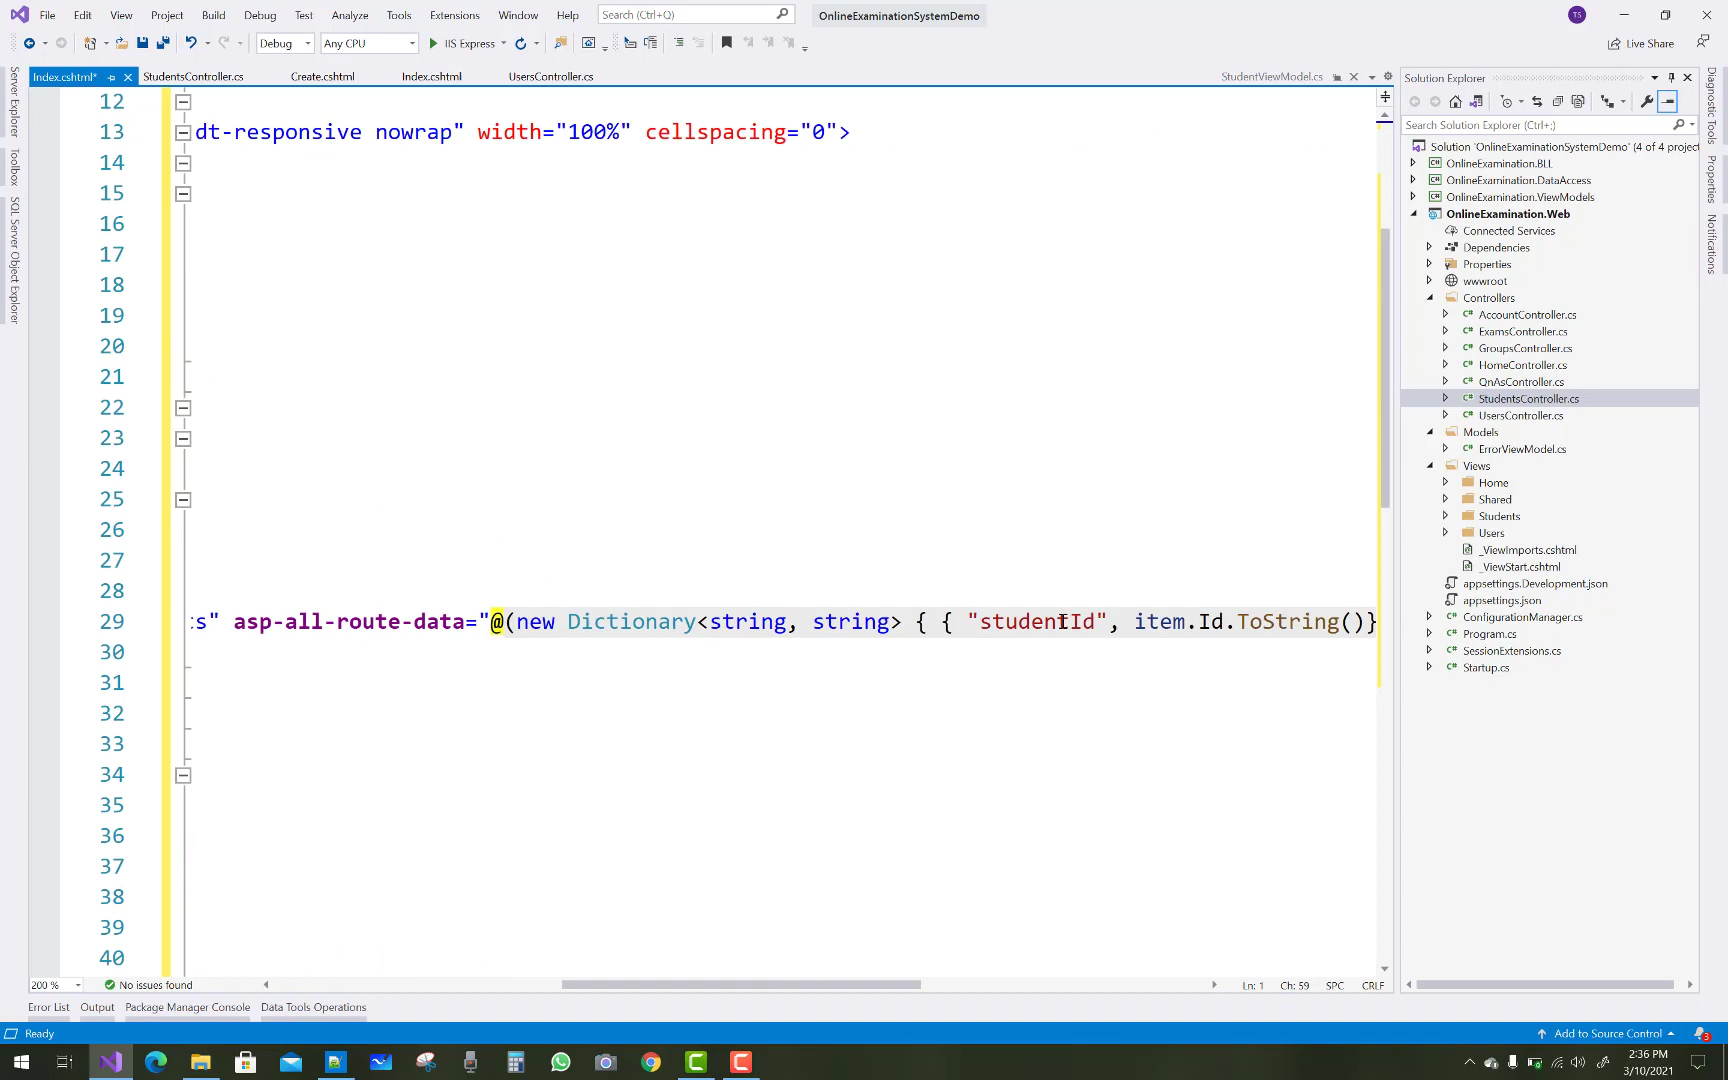 File Edit View Project Build Debug Test Analyze Tools Extensions Window Help Search (Ctrl+Q) OnlineExaminationSystemDemo TS
Debug Any CPU IIS Express Live Share
Index.cshtml* StudentsController.cs Create.cshtml Index.cshtml UsersController.cs StudentViewModel.cs
Server Explorer
Toolbox
SQL Server Object Explorer
12
13 dt-responsive nowrap" width="100%" cellspacing="0">
14
15
16
17
18
19
20
21
22
23
24
25
26
27
28
29 :s" asp-all-route-data="@(new Dictionary<string, string> { { "studentId", item.Id.ToString()}
30
31
32
33
34
35
36
37
38
39
40
200 % No issues found Ln: 1 Ch: 59 SPC CRLF
Error List Output Package Manager Console Data Tools Operations
Solution Explorer
Search Solution Explorer (Ctrl+;)
Solution 'OnlineExaminationSystemDemo' (4 of 4 project
OnlineExamination.BLL
OnlineExamination.DataAccess
OnlineExamination.ViewModels
OnlineExamination.Web
Connected Services
Dependencies
Properties
wwwroot
Controllers
C# AccountController.cs
C# ExamsController.cs
C# GroupsController.cs
C# HomeController.cs
C# QnAsController.cs
C# StudentsController.cs
C# UsersController.cs
Models
C# ErrorViewModel.cs
Views
Home
Shared
Students
Users
_ViewImports.cshtml
_ViewStart.cshtml
appsettings.Development.json
appsettings.json
C# ConfigurationManager.cs
C# Program.cs
C# SessionExtensions.cs
C# Startup.cs
Diagnostic Tools
Properties
Notifications
Ready Add to Source Control 3
2:36 PM
3/10/2021